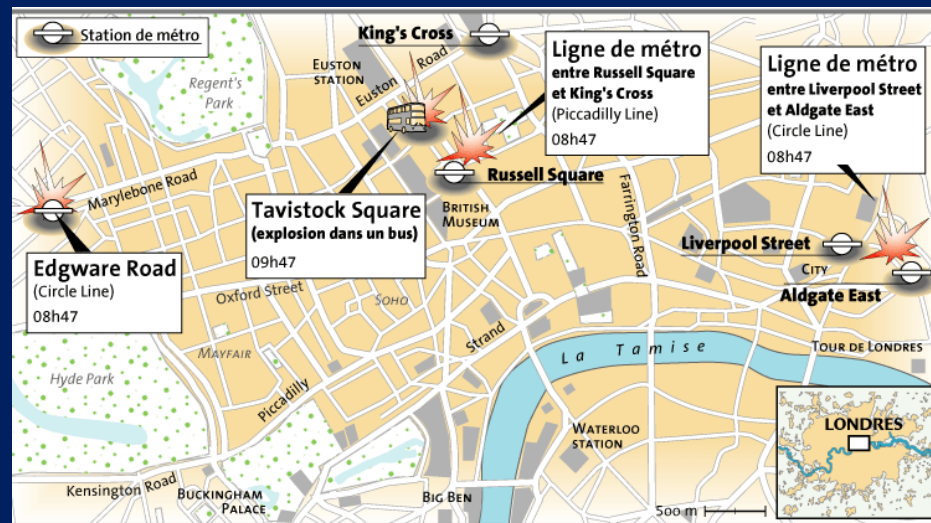 Station de métro
King's Cross
EUSTON
STATION
Euston Road
Regent's
Park
Ligne de métro
entre Russell Square
et King's Cross
(Piccadilly Line)
08h47
Ligne de métro
entre Liverpool Street
et Aldgate East
(Circle Line)
08h47
Marylebone Road
Russell Square
Farrington Road
Tavistock Square
(explosion dans un bus)
09h47
BRITISH
MUSEUM
Liverpool Street
CITY
Aldgate East
Edgware Road
(Circle Line)
08h47
Oxford Street
SOHO
Strand
La Tamise
TOUR DE LONDRES
MAYFAIR
Hyde Park
Piccadilly
WATERLOO
STATION
LONDRES
Kensington Road
BUCKINGHAM
PALACE
BIG BEN
500 m